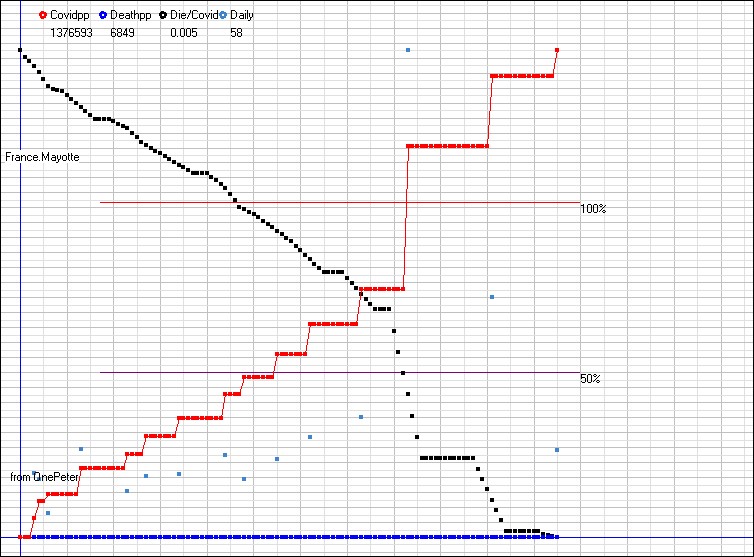 Covidpp Deathpp Die/Covid Daily
1376593 6849 0.005 58
France.Mayotte
100%
50%
from OnePeter